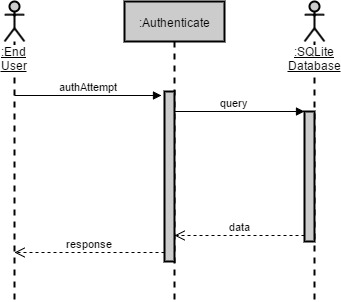 :End
User
:Authenticate
:SQLite
Database
authAttempt
query
data
response